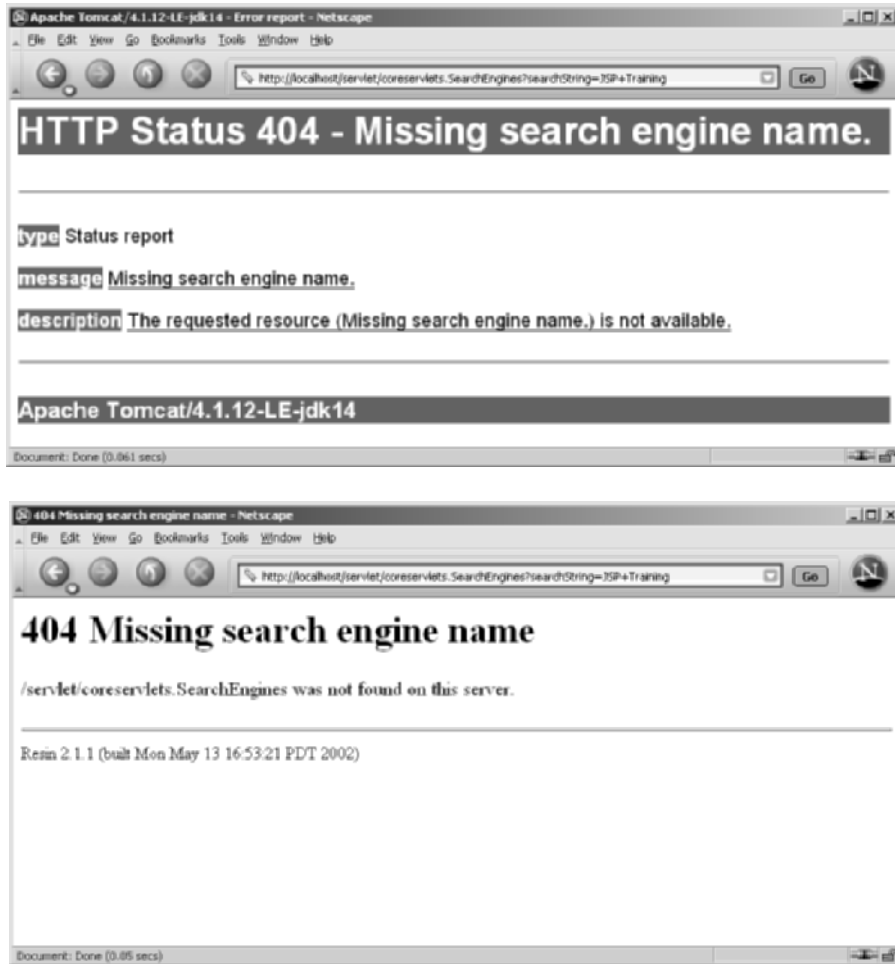 Apache Tomcat/4.1.12-LE-jdk14 - Error report - Netscape
File Edit View Go Bookmarks Tools Window Help
http://localhost/servlet/coreservlets.SearchEngines?searchString=JSP+Training Go N
HTTP Status 404 - Missing search engine name.
type Status report
message Missing search engine name.
description The requested resource (Missing search engine name.) is not available.
Apache Tomcat/4.1.12-LE-jdk14
Document: Done (0.061 secs)
404 Missing search engine name - Netscape
File Edit View Go Bookmarks Tools Window Help
http://localhost/servlet/coreservlets.SearchEngines?searchString=JSP+Training Go N
404 Missing search engine name
/servlet/coreservlets.SearchEngines was not found on this server.
Resin 2.1.1 (built Mon May 13 16:53:21 PDT 2002)
Document: Done (0.05 secs)